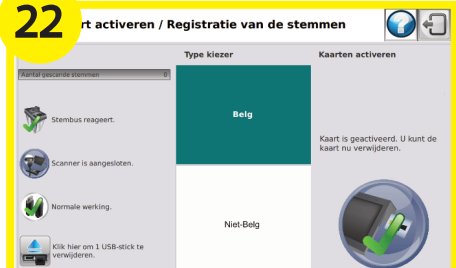 22
rt activeren / Registratie van de stemmen
Type kiezer
Kaarten activeren
Aantal gescande stemmen 0
Stembus reageert.
Scanner is aangesloten.
Normale werking.
Klik hier om 1 USB-stick te
verwijderen.
Belg
Niet-Belg
Kaart is geactiveerd. U kunt de
kaart nu verwijderen.